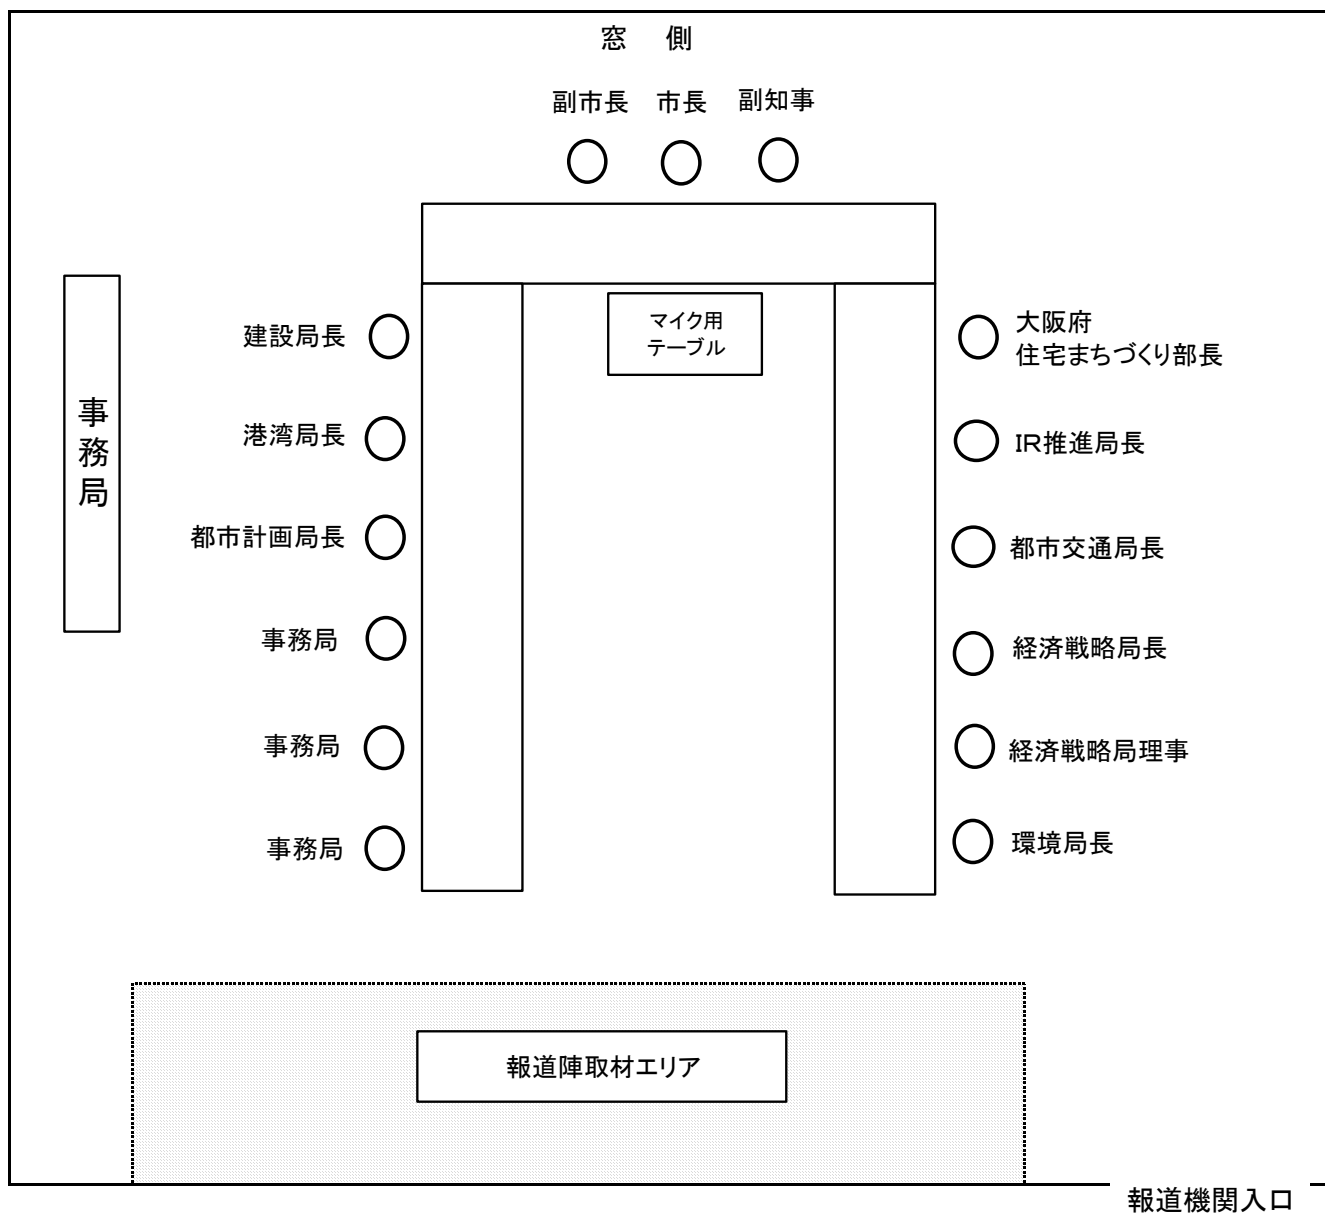 窓　側
副市長　市長　副知事
マイク用
テーブル
建設局長
港湾局長
都市計画局長
事務局
事務局
事務局
事務局
大阪府
住宅まちづくり部長
IR推進局長
都市交通局長
経済戦略局長
経済戦略局理事
環境局長
報道陣取材エリア
報道機関入口